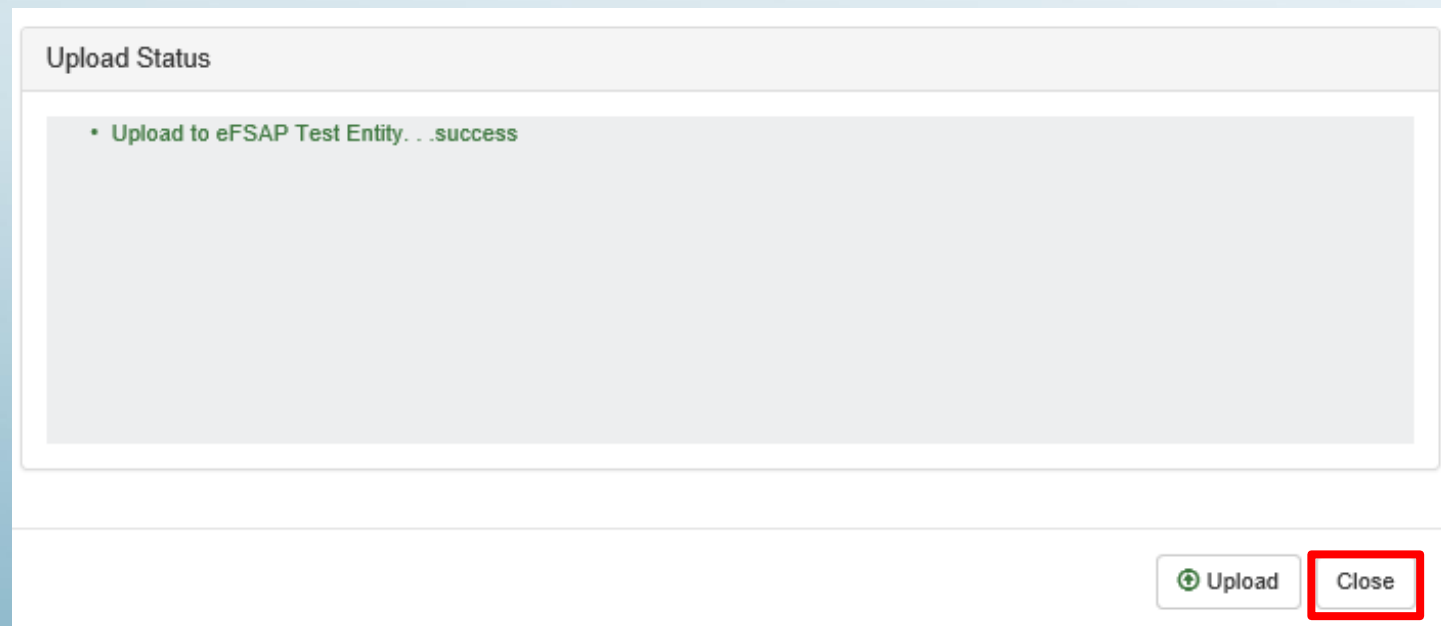 Upload Status
• Upload to eFSAP Test Entity. . .success
Upload
Close